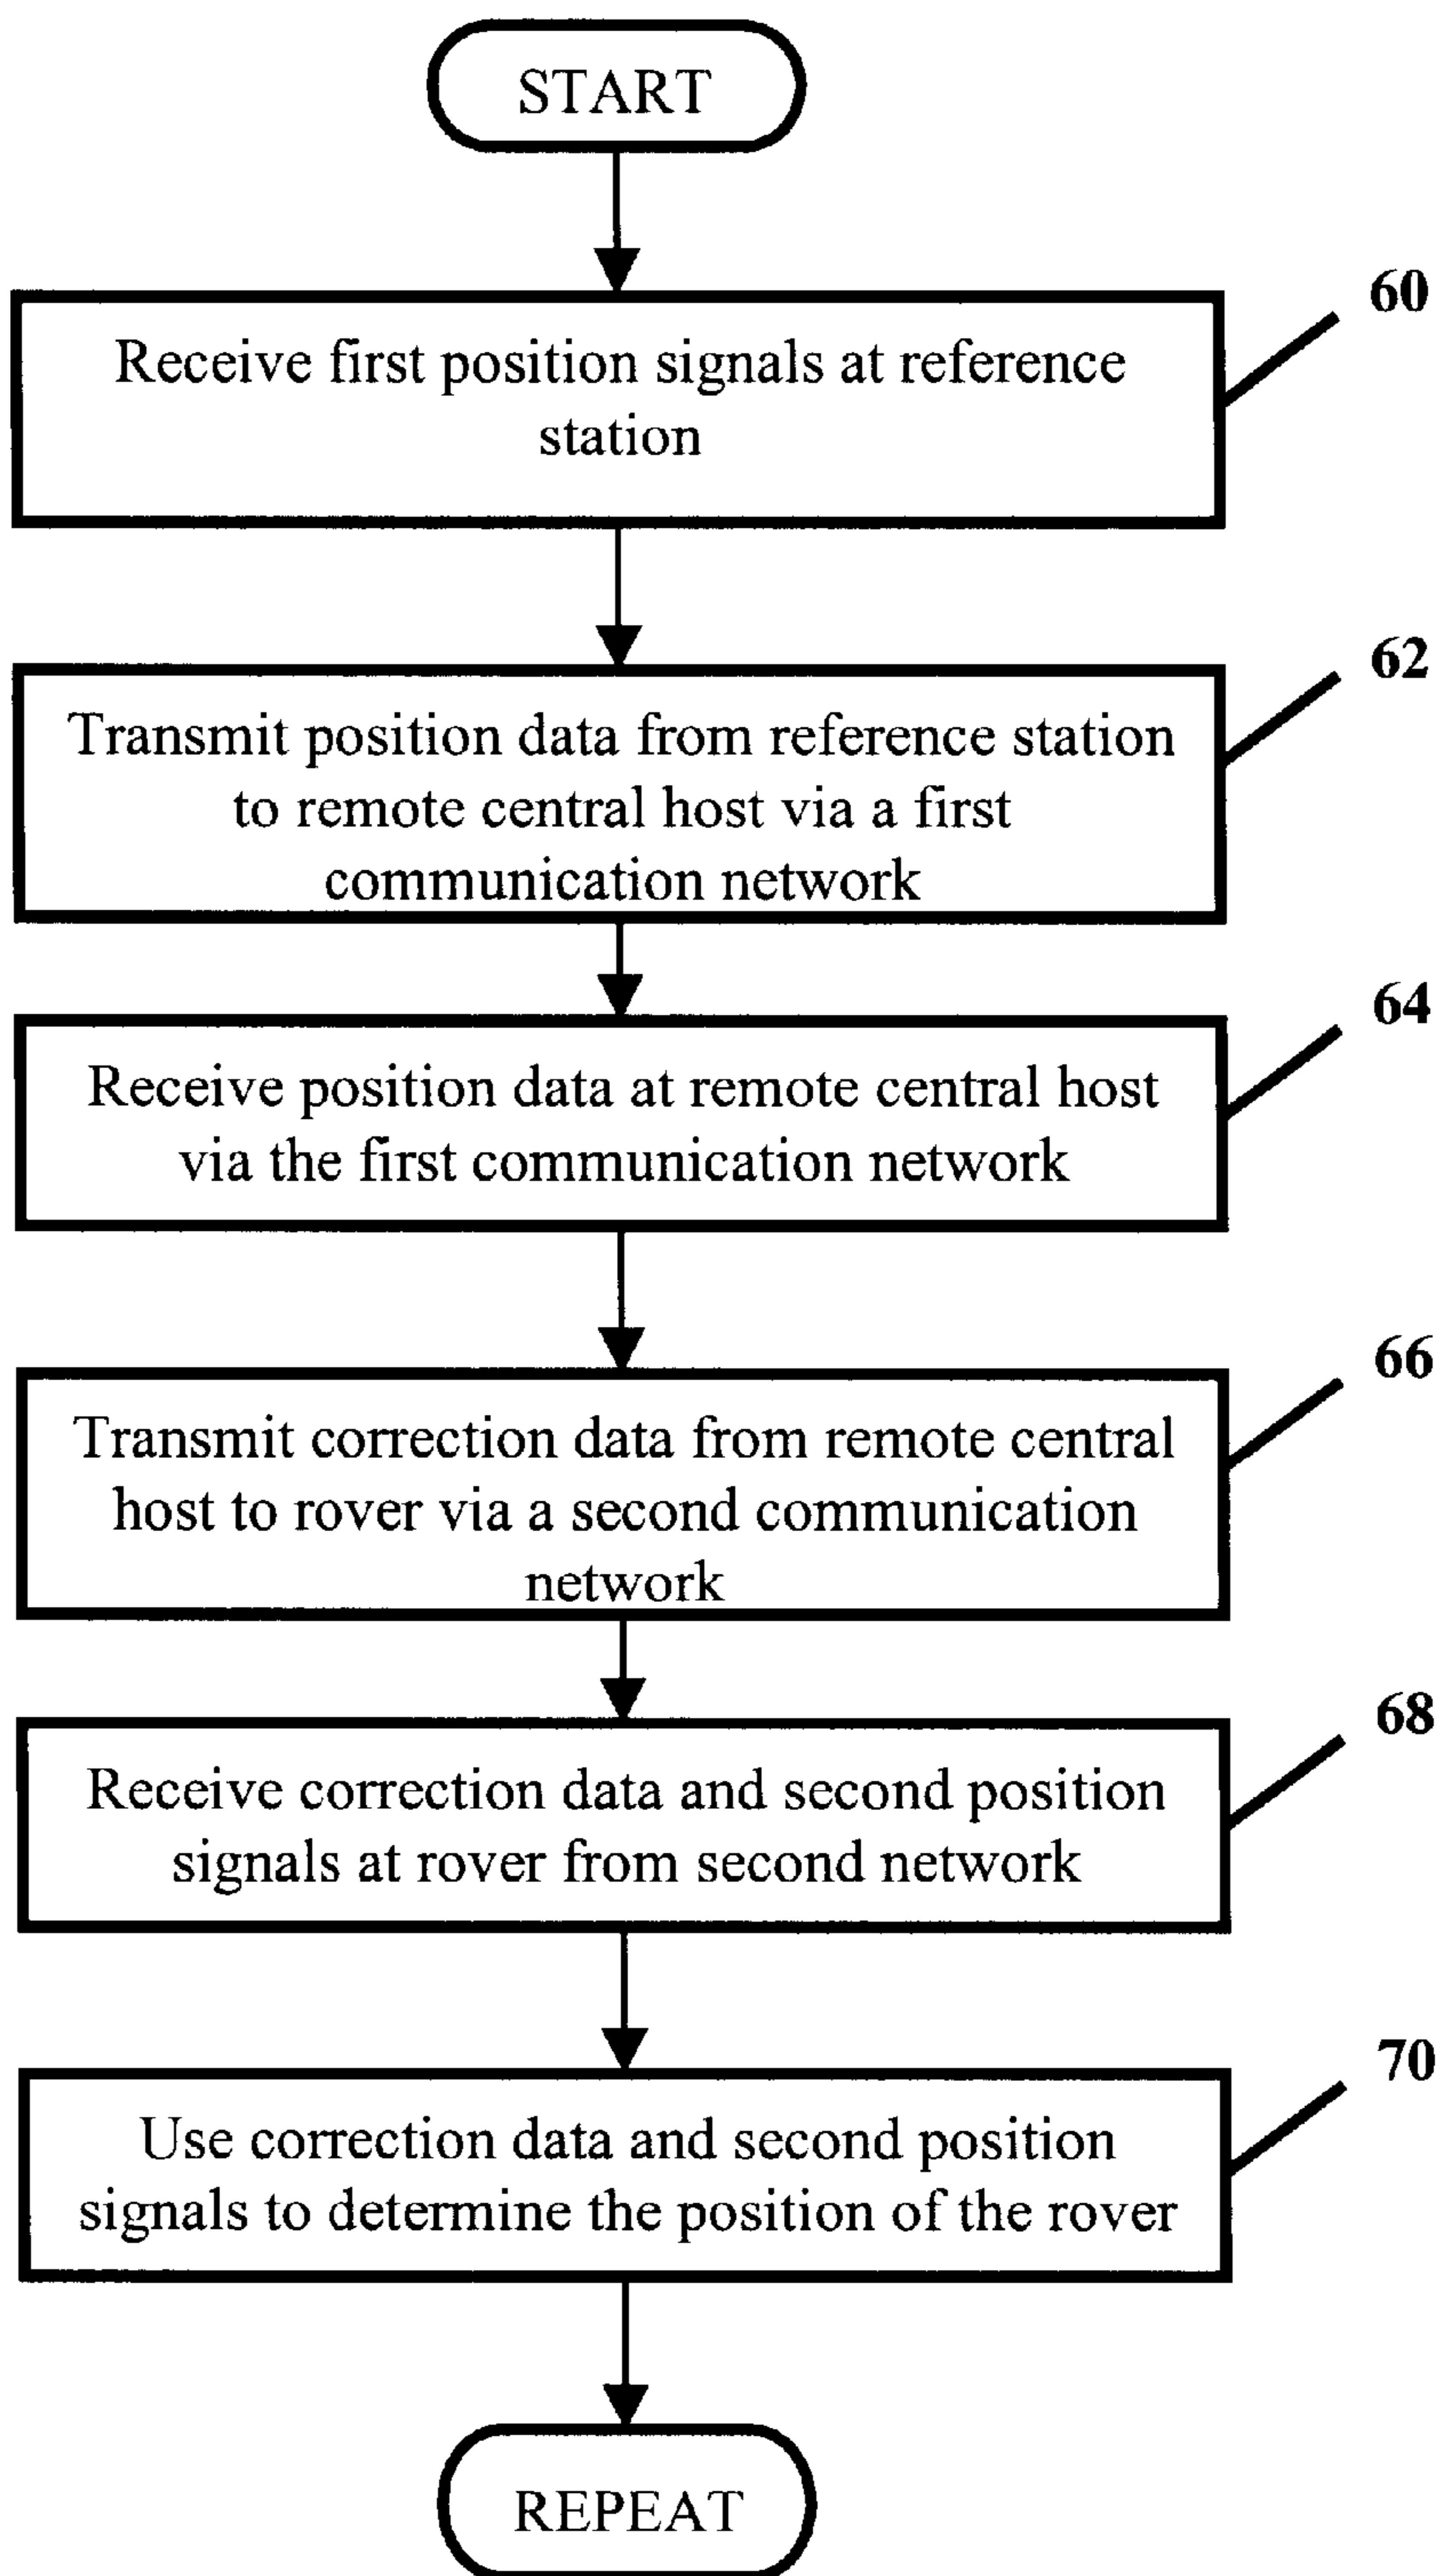 START
60
Receive first position signals at reference
station
62
Transmit position data from reference station
to remote central host via a first
communication network
64
Receive position data at remote central host
via the first communication network
66
Transmit correction data from remote central
host to rover via a second communication
network
68
Receive correction data and second position
signals at rover from second network
70
Use correction data and second position
signals to determine the position of the rover
REPEAT